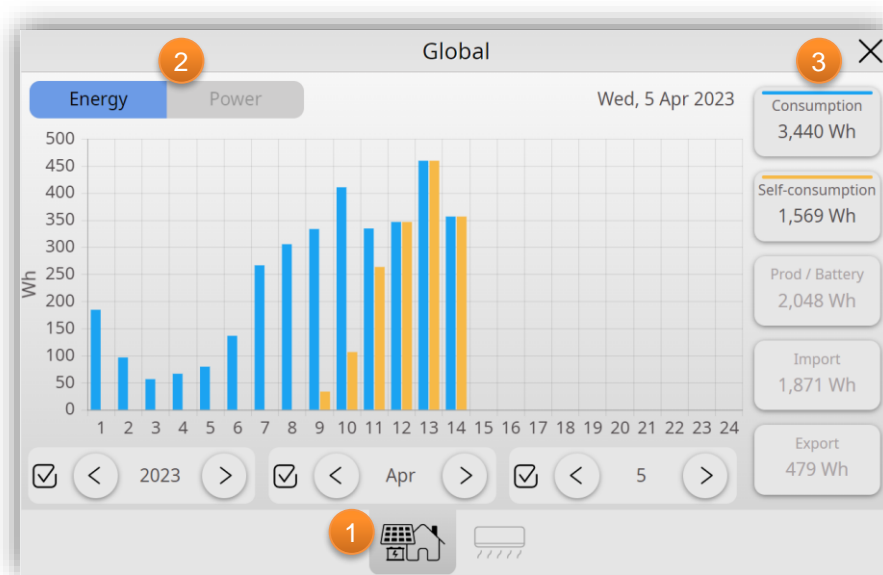 Global
2
3
Energy
Power
Wed, 5 Apr 2023
Consumption
3,440 Wh
Self-consumption
1,569 Wh
Prod / Battery
2,048 Wh
Import
1,871 Wh
Export
479 Wh
Wh
500
450
400
350
300
250
200
150
100
50
0
1 2 3 4 5 6 7 8 9 10 11 12 13 14 15 16 17 18 19 20 21 22 23 24
2023
Apr
5
1